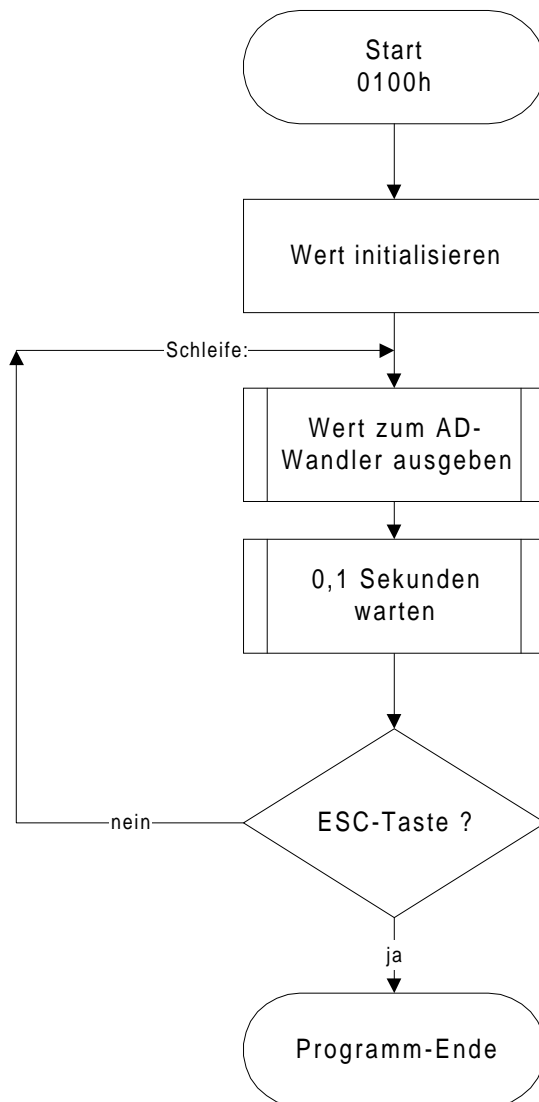 Start
0100h
Wert initialisieren
Schleife:
Wert zum AD-
Wandler ausgeben
0,1 Sekunden
warten
ESC-Taste ?
nein
ja
Programm-Ende